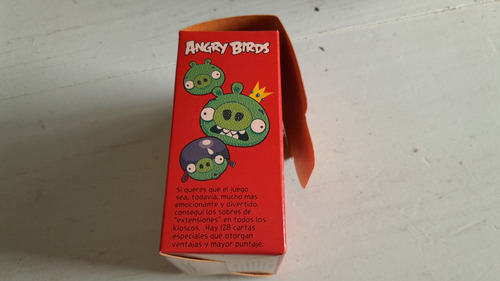 ANGRY BIRDS
Si queres que el juego
sea, todavía, mucho más
emocionante y divertido,
conseguí los sobres de
"extensiones" en todos los
kioscos. Hay 128 cartas
especiales que otorgan
ventajas y mayor puntaje.